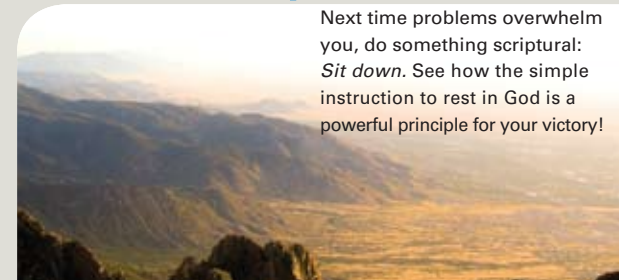 Next time problems overwhelm
you, do something scriptural:
Sit down. See how the simple
instruction to rest in God is a
powerful principle for your victory!